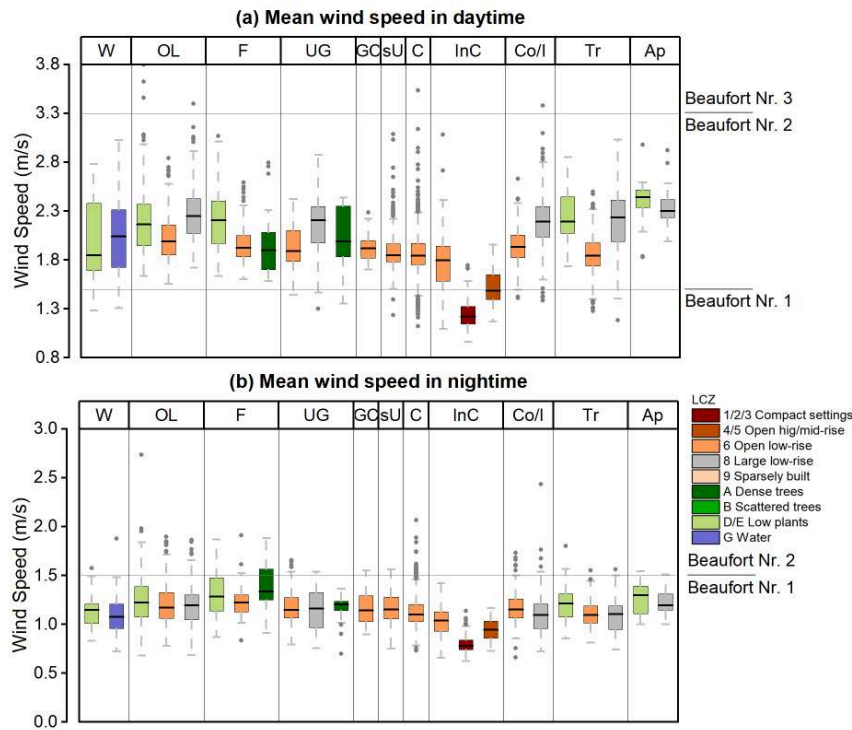 (a) Mean wind speed in daytime
W OL F UG GC sU C InC Co/I Tr Ap
3.8
3.3
2.8
2.3
1.8
1.3
0.8
Wind Speed (m/s)
Beaufort Nr. 3
Beaufort Nr. 2
Beaufort Nr. 1
(b) Mean wind speed in nightime
W OL F UG GC sU C InC Co/I Tr Ap
3.0
2.5
2.0
1.5
1.0
0.5
0.0
Wind Speed (m/s)
LCZ
1/2/3 Compact settings
4/5 Open hig/mid-rise
6 Open low-rise
8 Large low-rise
9 Sparsely built
A Dense trees
B Scattered trees
D/E Low plants
G Water
Beaufort Nr. 2
Beaufort Nr. 1